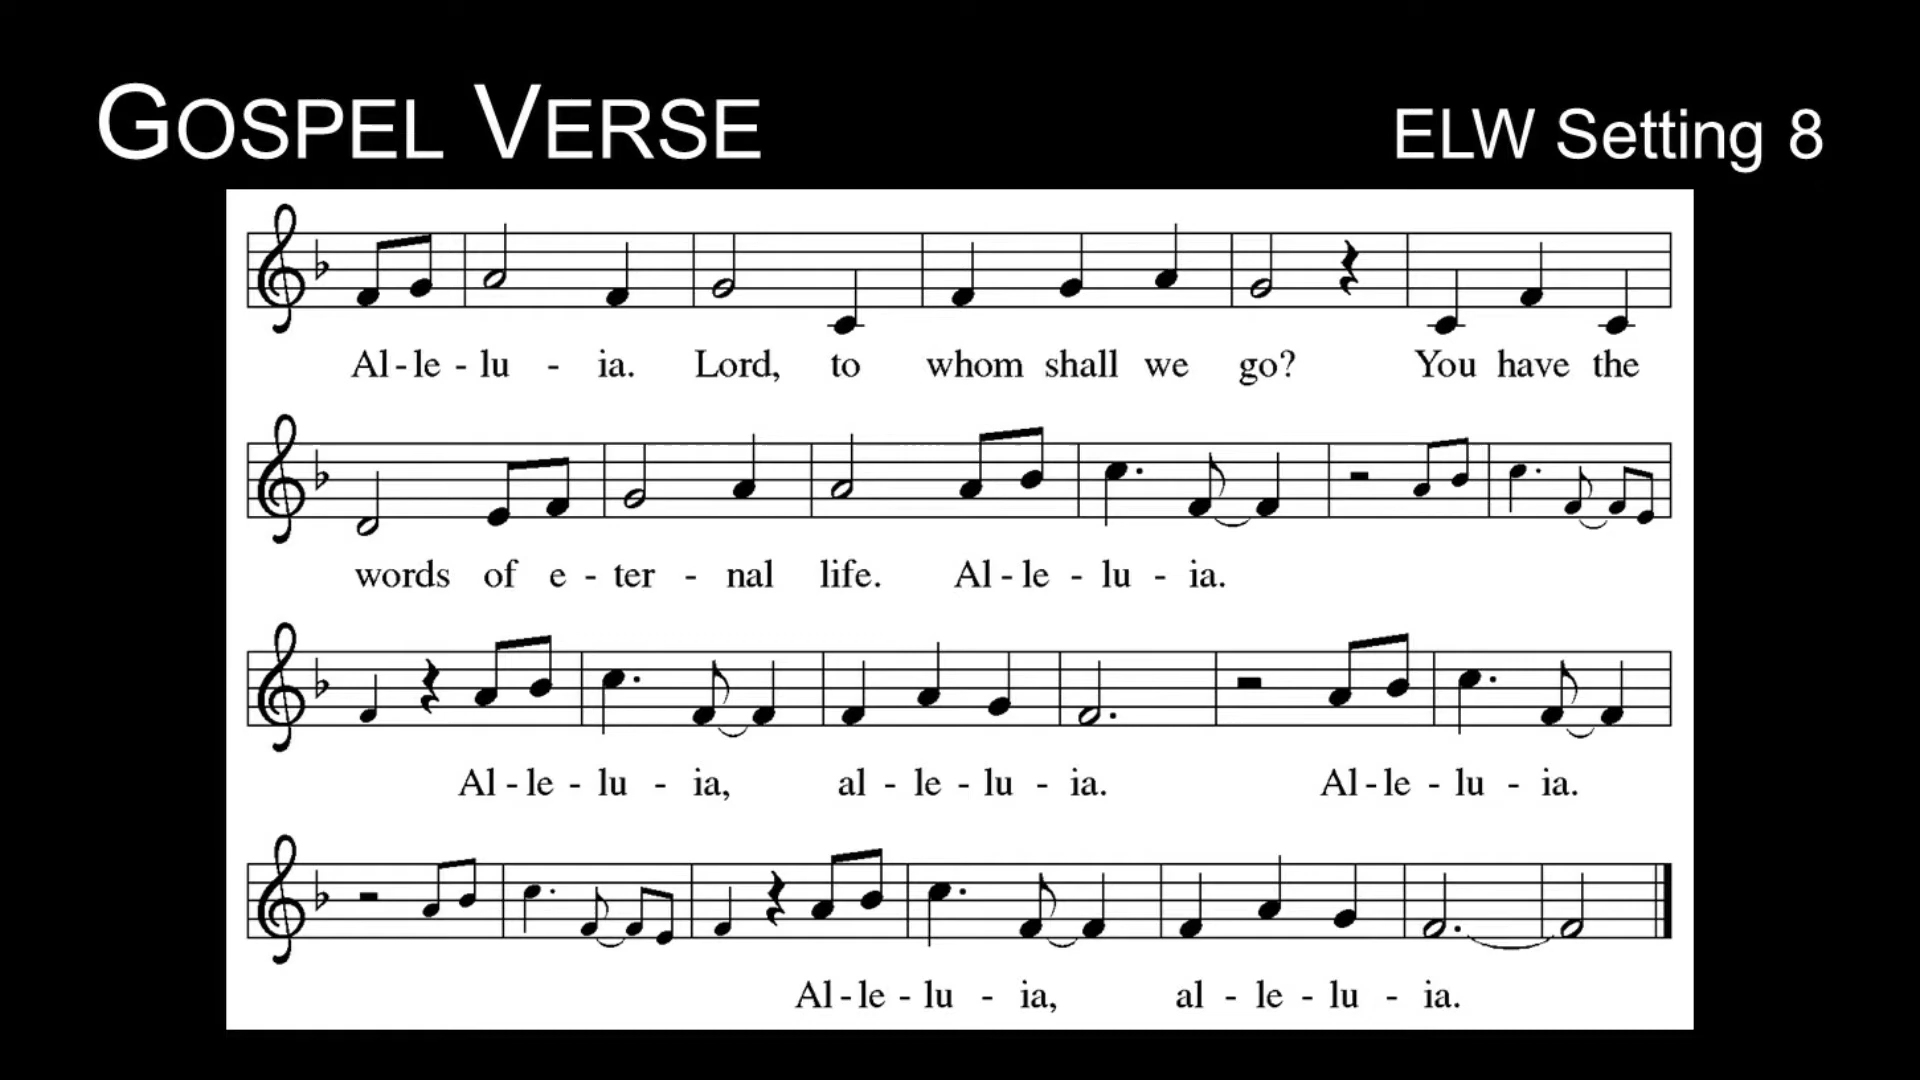 GOSPEL VERSE ELW Setting 8
Al - le - lu - ia. Lord, to whom shall we go? You have the
words of e - ter - nal life. Al - le - lu - ia.
Al - le - lu - ia, al - le - lu - ia. Al - le - lu - ia.
Al - le - lu - ia, al - le - lu - ia.